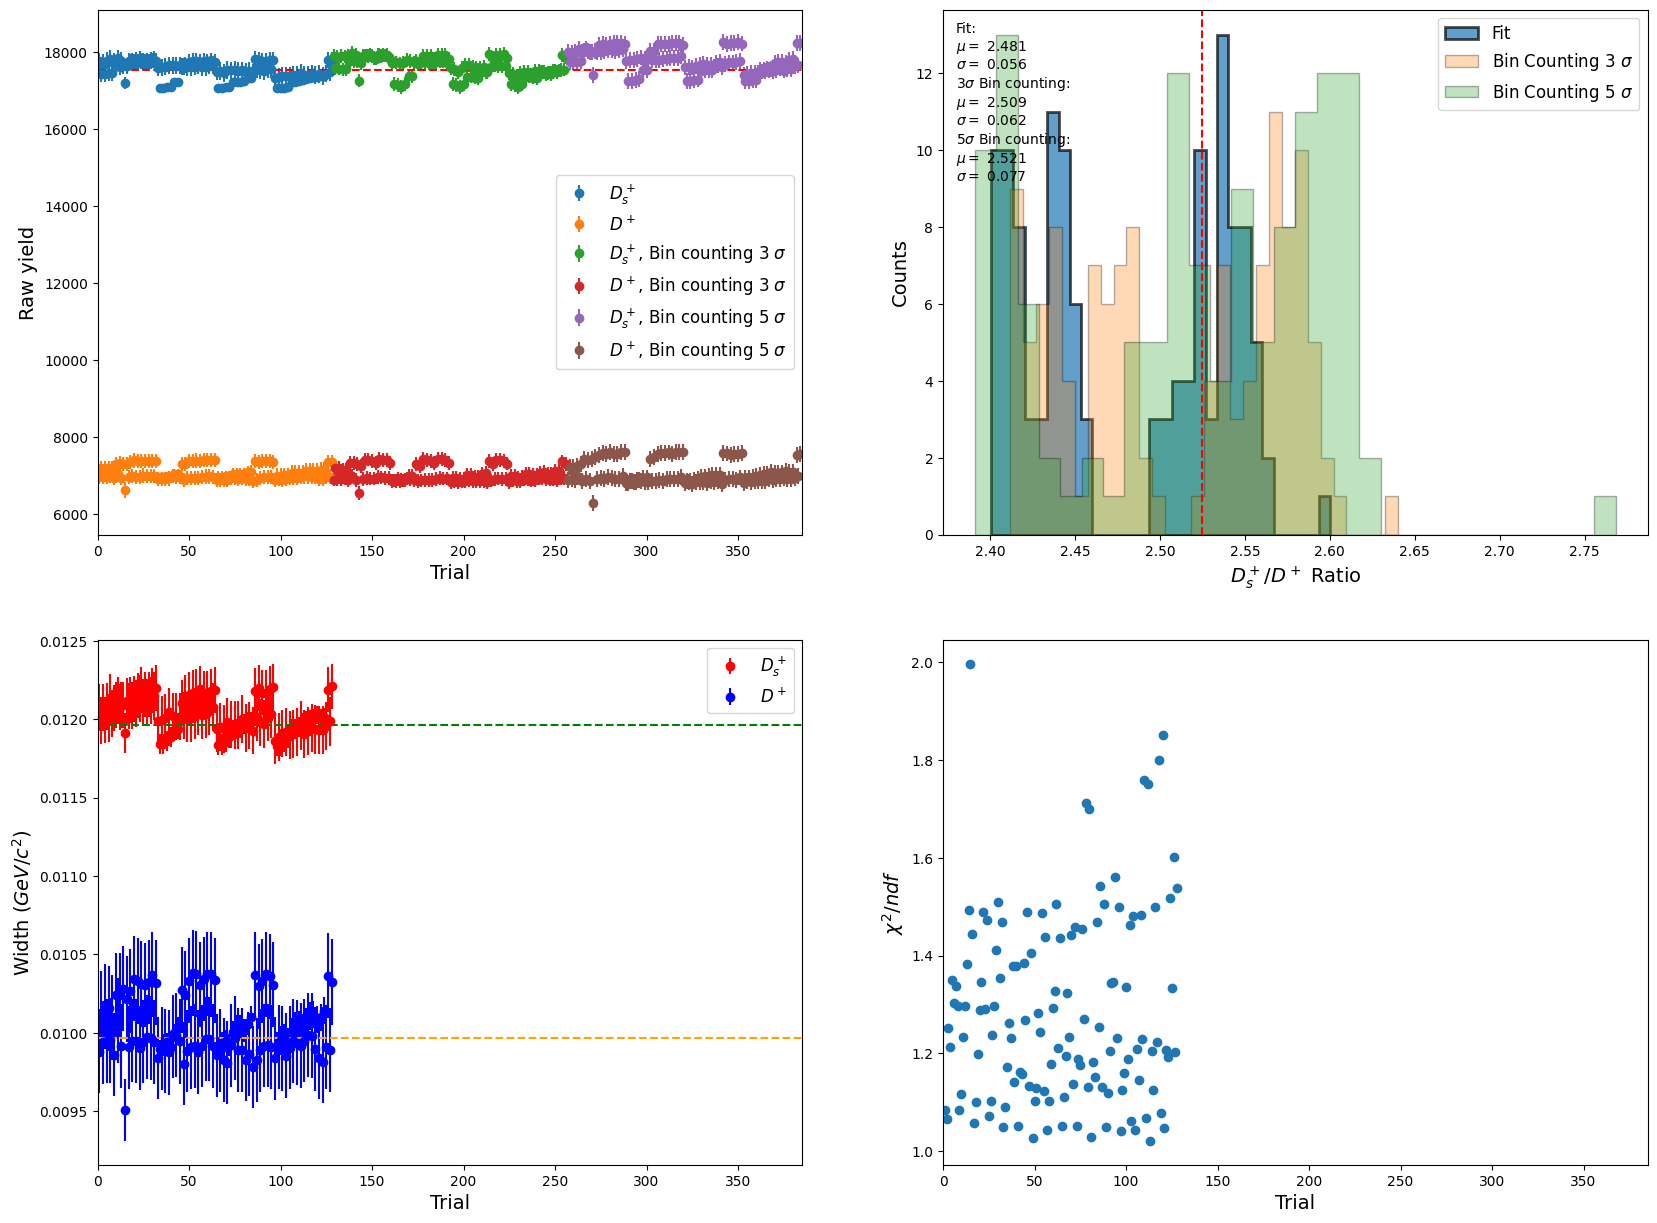 18000
16000
14000
12000
10000
8000
6000
Raw yield
0
50
100
150
200
250
300
350
Trial
D_s^+
D^+
D_s^+, Bin counting 3 σ
D^+, Bin counting 3 σ
D_s^+, Bin counting 5 σ
D^+, Bin counting 5 σ
Fit:
μ = 2.481
σ = 0.056
3σ Bin counting:
μ = 2.509
σ = 0.062
5σ Bin counting:
μ = 2.521
σ = 0.077
Fit
Bin Counting 3 σ
Bin Counting 5 σ
12
10
8
6
4
2
0
Counts
2.40
2.45
2.50
2.55
2.60
2.65
2.70
2.75
D_s^+/D^+ Ratio
0.0125
0.0120
0.0115
0.0110
0.0105
0.0100
0.0095
Width (GeV/c^2)
D_s^+
D^+
0
50
100
150
200
250
300
350
Trial
2.0
1.8
1.6
1.4
1.2
1.0
χ^2/ndf
0
50
100
150
200
250
300
350
Trial